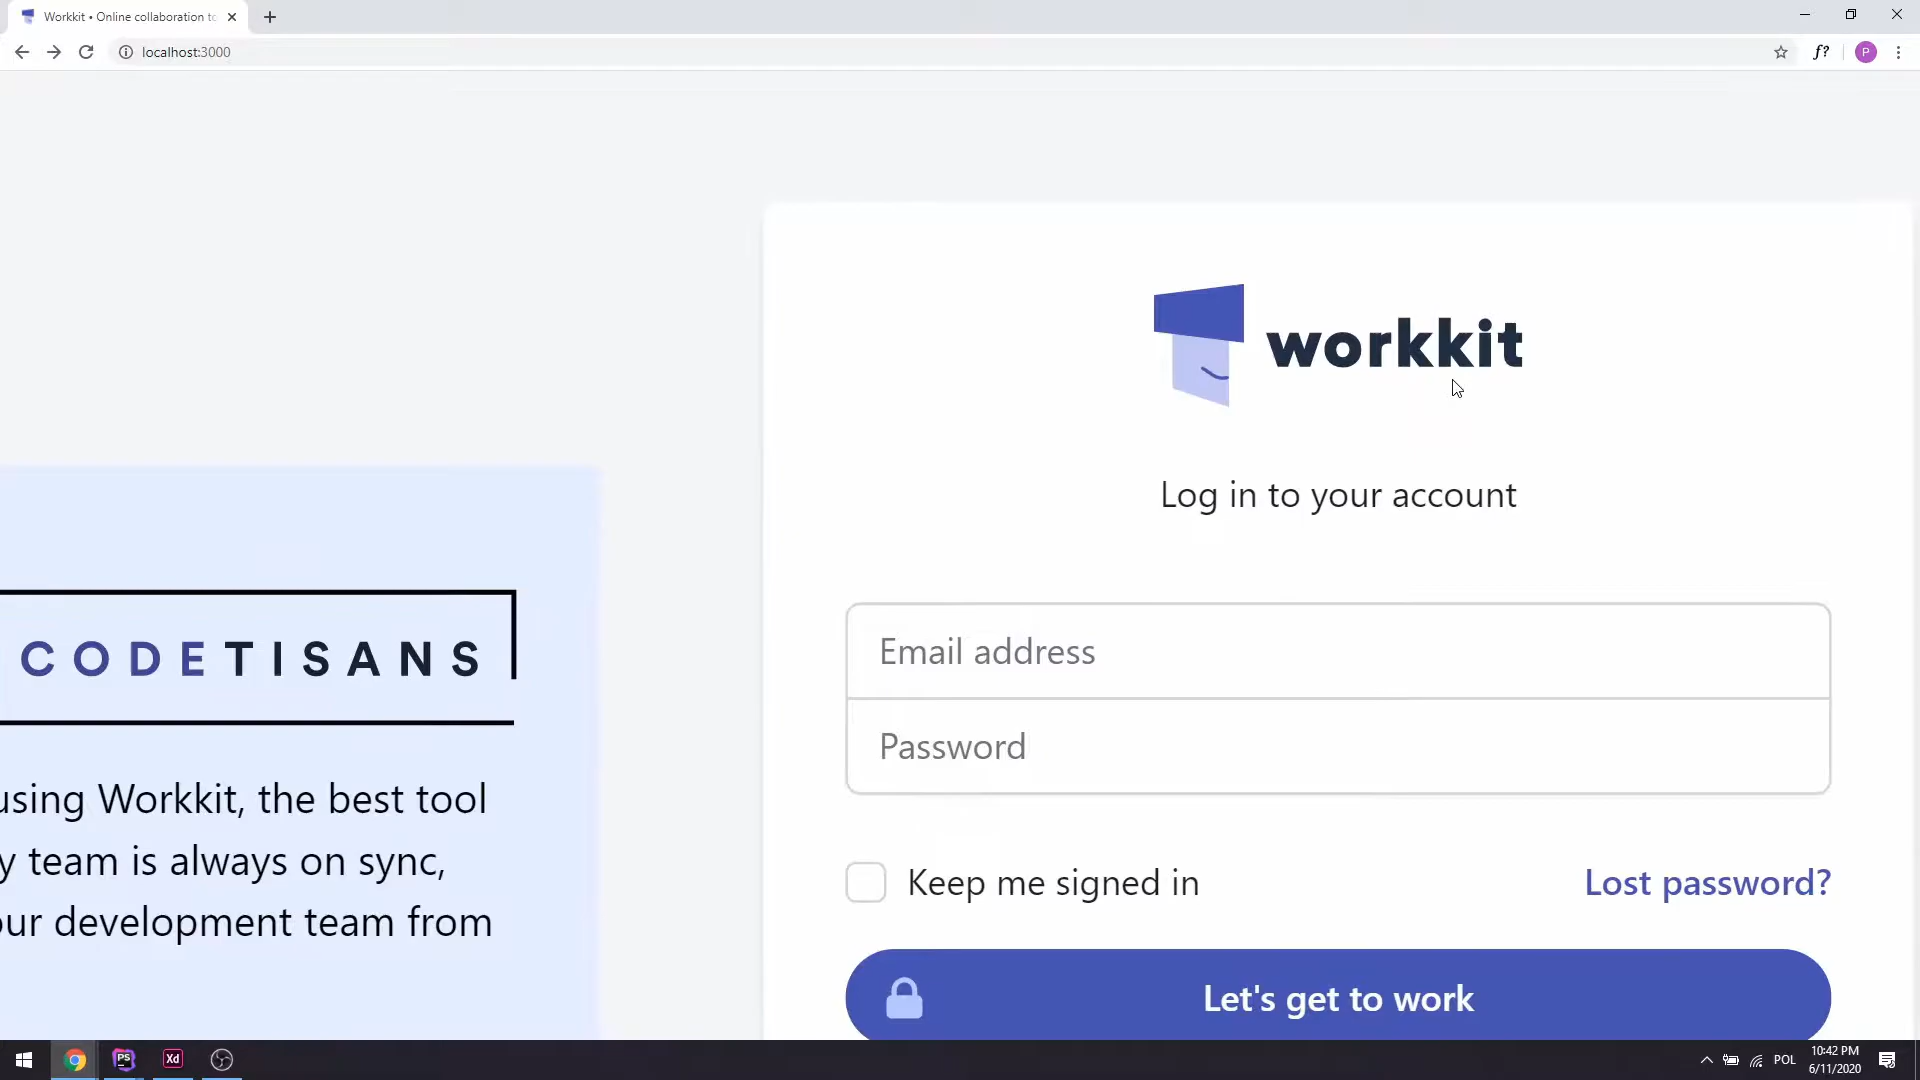 Workkit • Online collaboration to
localhost:3000
f?
P
workkit
Log in to your account
CODETISANS
Email address
Password
using Workkit, the best tool
y team is always on sync,
our development team from
Keep me signed in
Lost password?
Let's get to work
PS
Xd
POL
10:42 PM
6/11/2020